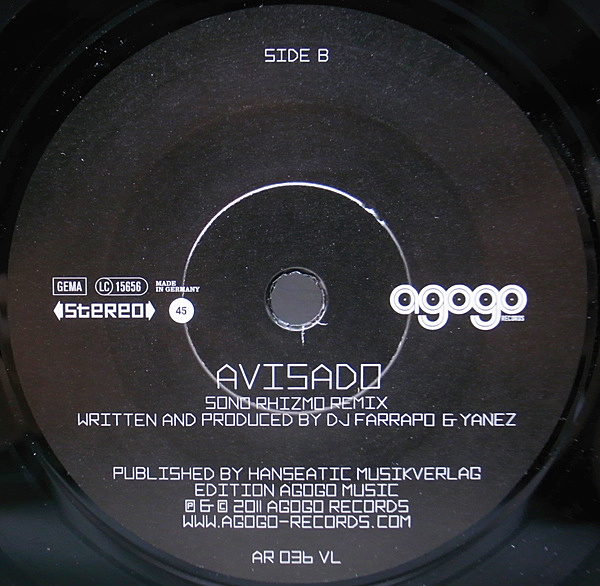 SIDE B
GEMA LC 15656 MADE IN GERMANY
stereo 45
agogo
RECORDS
AVISADO
SONO RHIZMO REMIX
WRITTEN AND PRODUCED BY DJ FARRAPO & YANEZ
PUBLISHED BY HANSEATIC MUSIKVERLAG
EDITION AGOGO MUSIC
℗ & © 2011 AGOGO RECORDS
WWW.AGOGO-RECORDS.COM
AR 036 VL